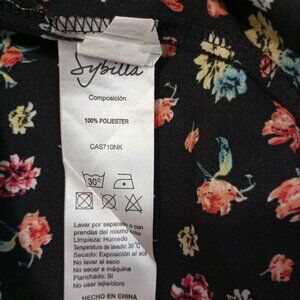 Sybilla
Composición
100% POLIESTER
CAS710NK
30°
Lavar por separado o con
prendas del mismo color
Limpieza: Humedo
Temperatura de lavado: 30°C
Secado: Exposición al sol
No lavar al seco
No secar a máquina
Planchado: Si
No usar lejía/cloro
HECHO EN CHINA